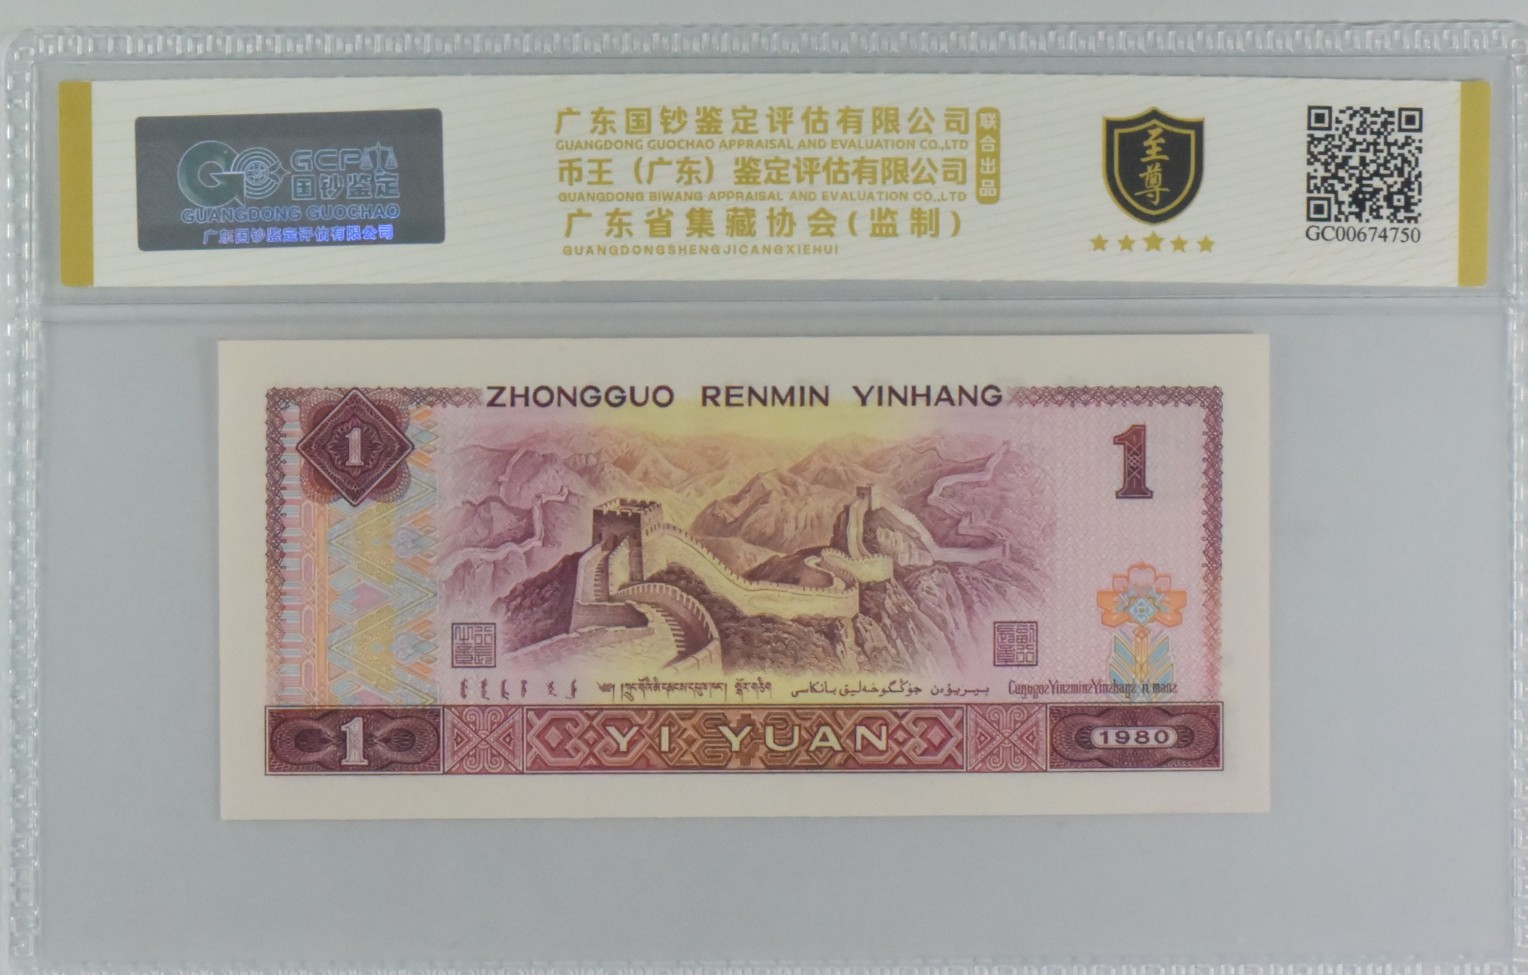 GCP
国钞鉴定
GUANGDONG GUOCHAO
广东国钞鉴定评估有限公司
广东国钞鉴定评估有限公司
GUANGDONG GUOCHAO APPRAISAL AND EVALUATION CO.,LTD
币王（广东）鉴定评估有限公司
GUANGDONG BIWANG APPRAISAL AND EVALUATION CO.,LTD
广东省集藏协会(监制)
GUANGDONGSHENGJICANGXIEHUI
联合出品
至尊
GC00674750
ZHONGGUO RENMIN YINHANG
1
1
1
YI YUAN
1980